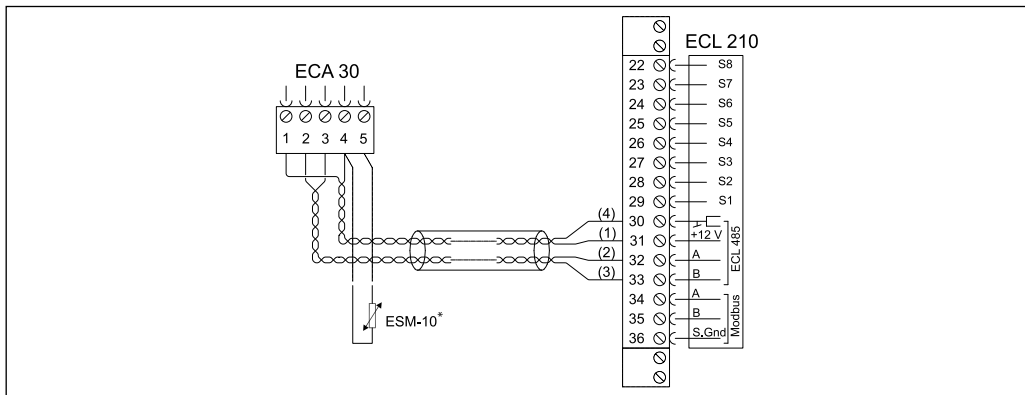 ECL 210
ECA 30
1 2 3 4 5
22 S8
23 S7
24 S6
25 S5
26 S4
27 S3
28 S2
29 S1
(4) 30
(1) 31 +12 V
(2) 32 A
(3) 33 B
ECL 485
34 A
35 B
36 S.Gnd
Modbus
ESM-10*